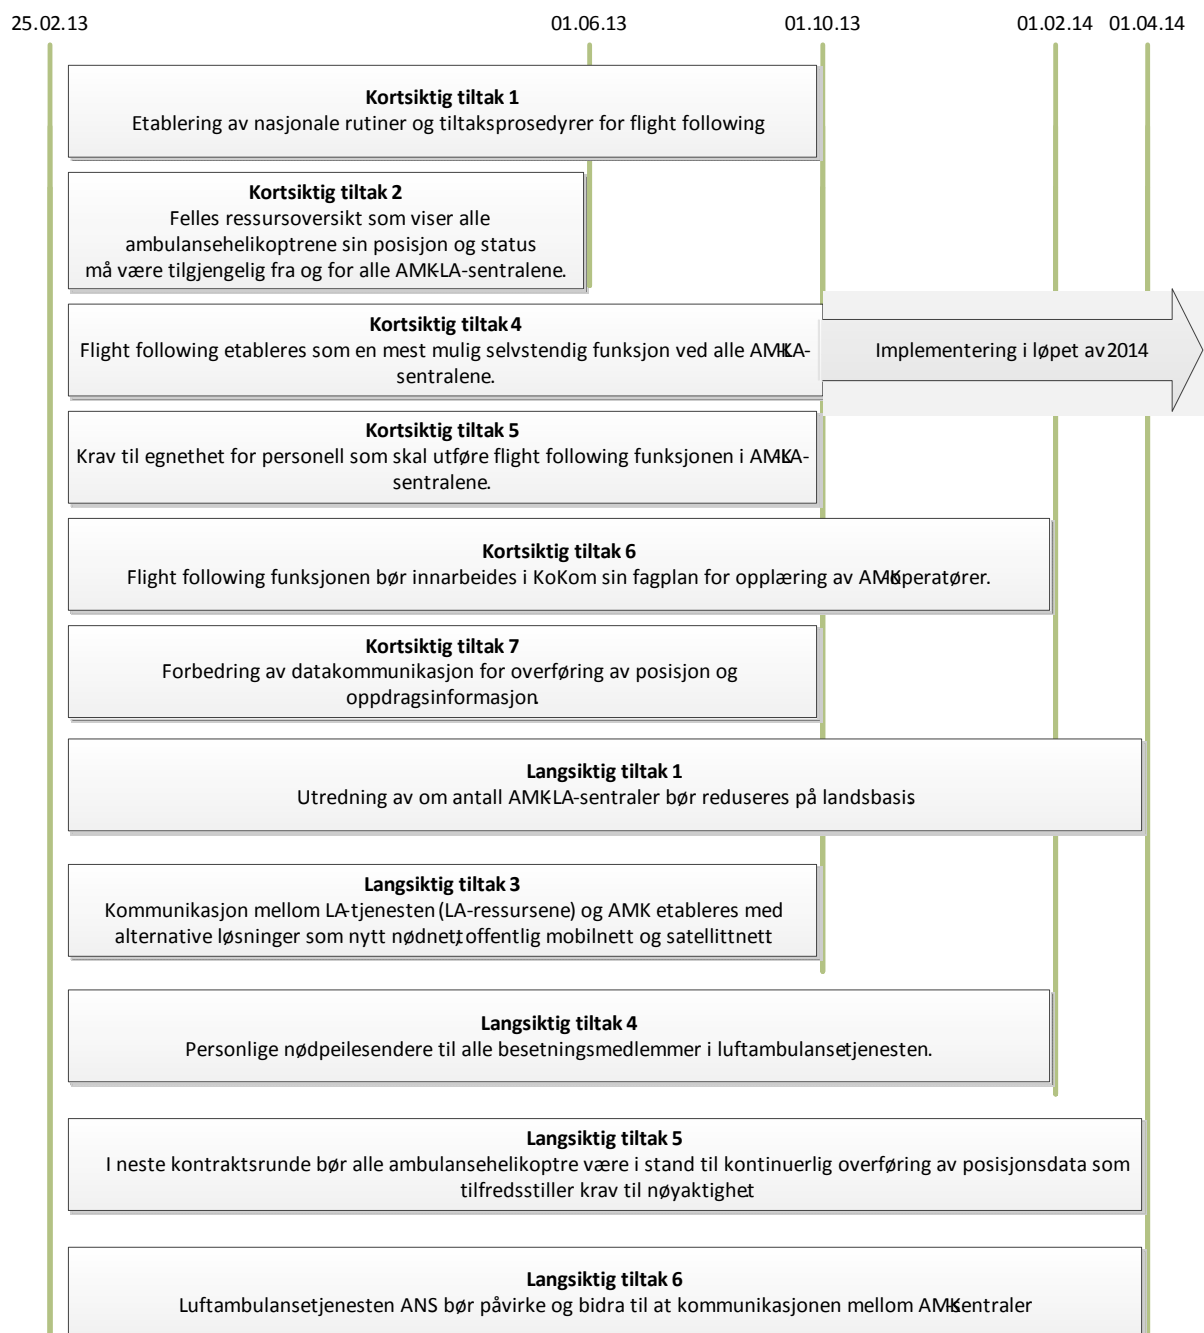 25.02.13 01.06.13 01.10.13 01.02.14 01.04.14
Kortsiktig tiltak 1
Etablering av nasjonale rutiner og tiltaksprosedyrer for flight following.
Kortsiktig tiltak 2
Felles ressursoversikt som viser alle
ambulansehelikoptrene sin posisjon og status
må være tilgjengelig fra og for alle AMK-LA-sentralene.
Kortsiktig tiltak 4
Flight following etableres som en mest mulig selvstendig funksjon ved alle AMK-LA-
sentralene.
Implementering i løpet av 2014
Kortsiktig tiltak 5
Krav til egnethet for personell som skal utføre flight following funksjonen i AMK-LA-
sentralene.
Kortsiktig tiltak 6
Flight following funksjonen bør innarbeides i KoKom sin fagplan for opplæring av AMK-operatører.
Kortsiktig tiltak 7
Forbedring av datakommunikasjon for overføring av posisjon og
oppdragsinformasjon.
Langsiktig tiltak 1
Utredning av om antall AMK-LA-sentraler bør reduseres på landsbasis.
Langsiktig tiltak 3
Kommunikasjon mellom LA-tjenesten (LA-ressursene) og AMK etableres med
alternative løsninger som nytt nødnett, offentlig mobilnett og satellittnett.
Langsiktig tiltak 4
Personlige nødpeilesendere til alle besetningsmedlemmer i luftambulansetjenesten.
Langsiktig tiltak 5
I neste kontraktsrunde bør alle ambulansehelikoptre være i stand til kontinuerlig overføring av posisjonsdata som
tilfredsstiller krav til nøyaktighet.
Langsiktig tiltak 6
Luftambulansetjenesten ANS bør påvirke og bidra til at kommunikasjonen mellom AMK-sentraler